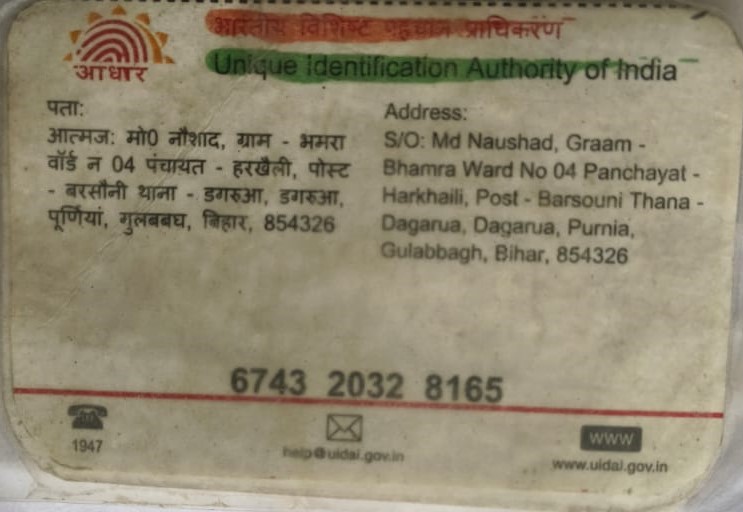 भारतीय विशिष्ट पहचान प्राधिकरण
Unique Identification Authority of India
आधार
पता:
आत्मज: मो0 नौशाद, ग्राम - भमरा
वॉर्ड न 04 पंचायत - हरखैली, पोस्ट
- बरसौनी थाना - डगरुआ, डगरुआ,
पूर्णियां, गुलबबघ, बिहार, 854326
Address:
S/O: Md Naushad, Graam -
Bhamra Ward No 04 Panchayat -
Harkhaili, Post - Barsouni Thana -
Dagarua, Dagarua, Purnia,
Gulabbagh, Bihar, 854326
6743 2032 8165
1947
help@uidai.gov.in
www
www.uidai.gov.in